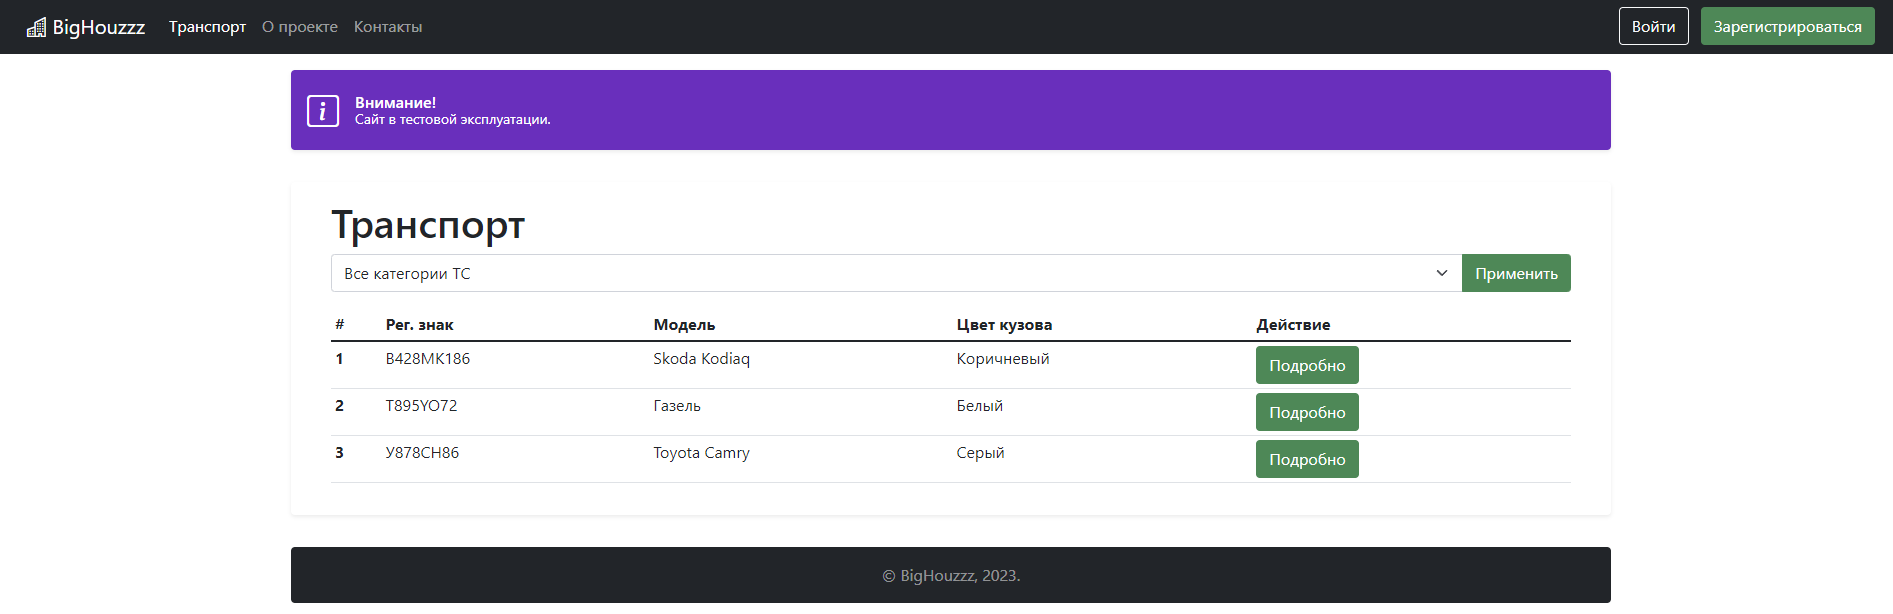 BigHouzzz Транспорт О проекте Контакты Войти Зарегистрироваться
Внимание!
Сайт в тестовой эксплуатации.
Транспорт
Все категории ТС Применить
# Рег. знак Модель Цвет кузова Действие
1 В428МК186 Skoda Kodiaq Коричневый Подробно
2 Т895YO72 Газель Белый Подробно
3 У878СН86 Toyota Camry Серый Подробно
© BigHouzzz, 2023.